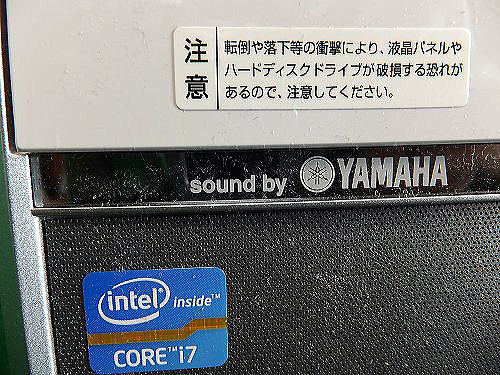 注意
転倒や落下等の衝撃により、液晶パネルや
ハードディスクドライブが破損する恐れが
あるので、注意してください。
sound by YAMAHA
intel inside™
CORE™i7